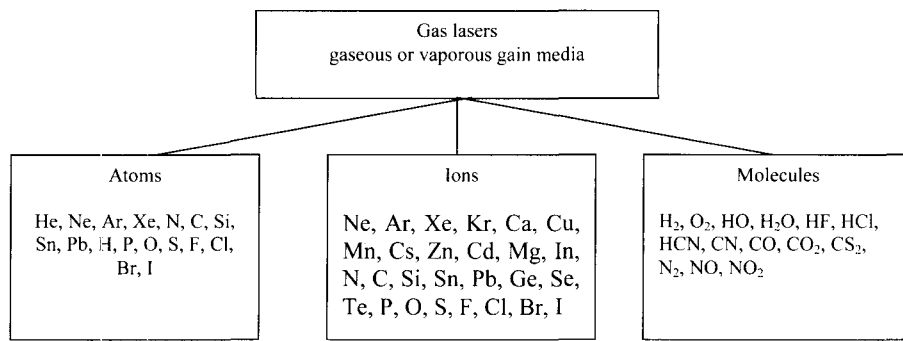 Gas lasers
gaseous or vaporous gain media
Atoms
He, Ne, Ar, Xe, N, C, Si,
Sn, Pb, H, P, O, S, F, Cl,
Br, I
Ions
Ne, Ar, Xe, Kr, Ca, Cu,
Mn, Cs, Zn, Cd, Mg, In,
N, C, Si, Sn, Pb, Ge, Se,
Te, P, O, S, F, Cl, Br, I
Molecules
H₂, O₂, HO, H₂O, HF, HCl,
HCN, CN, CO, CO₂, CS₂,
N₂, NO, NO₂